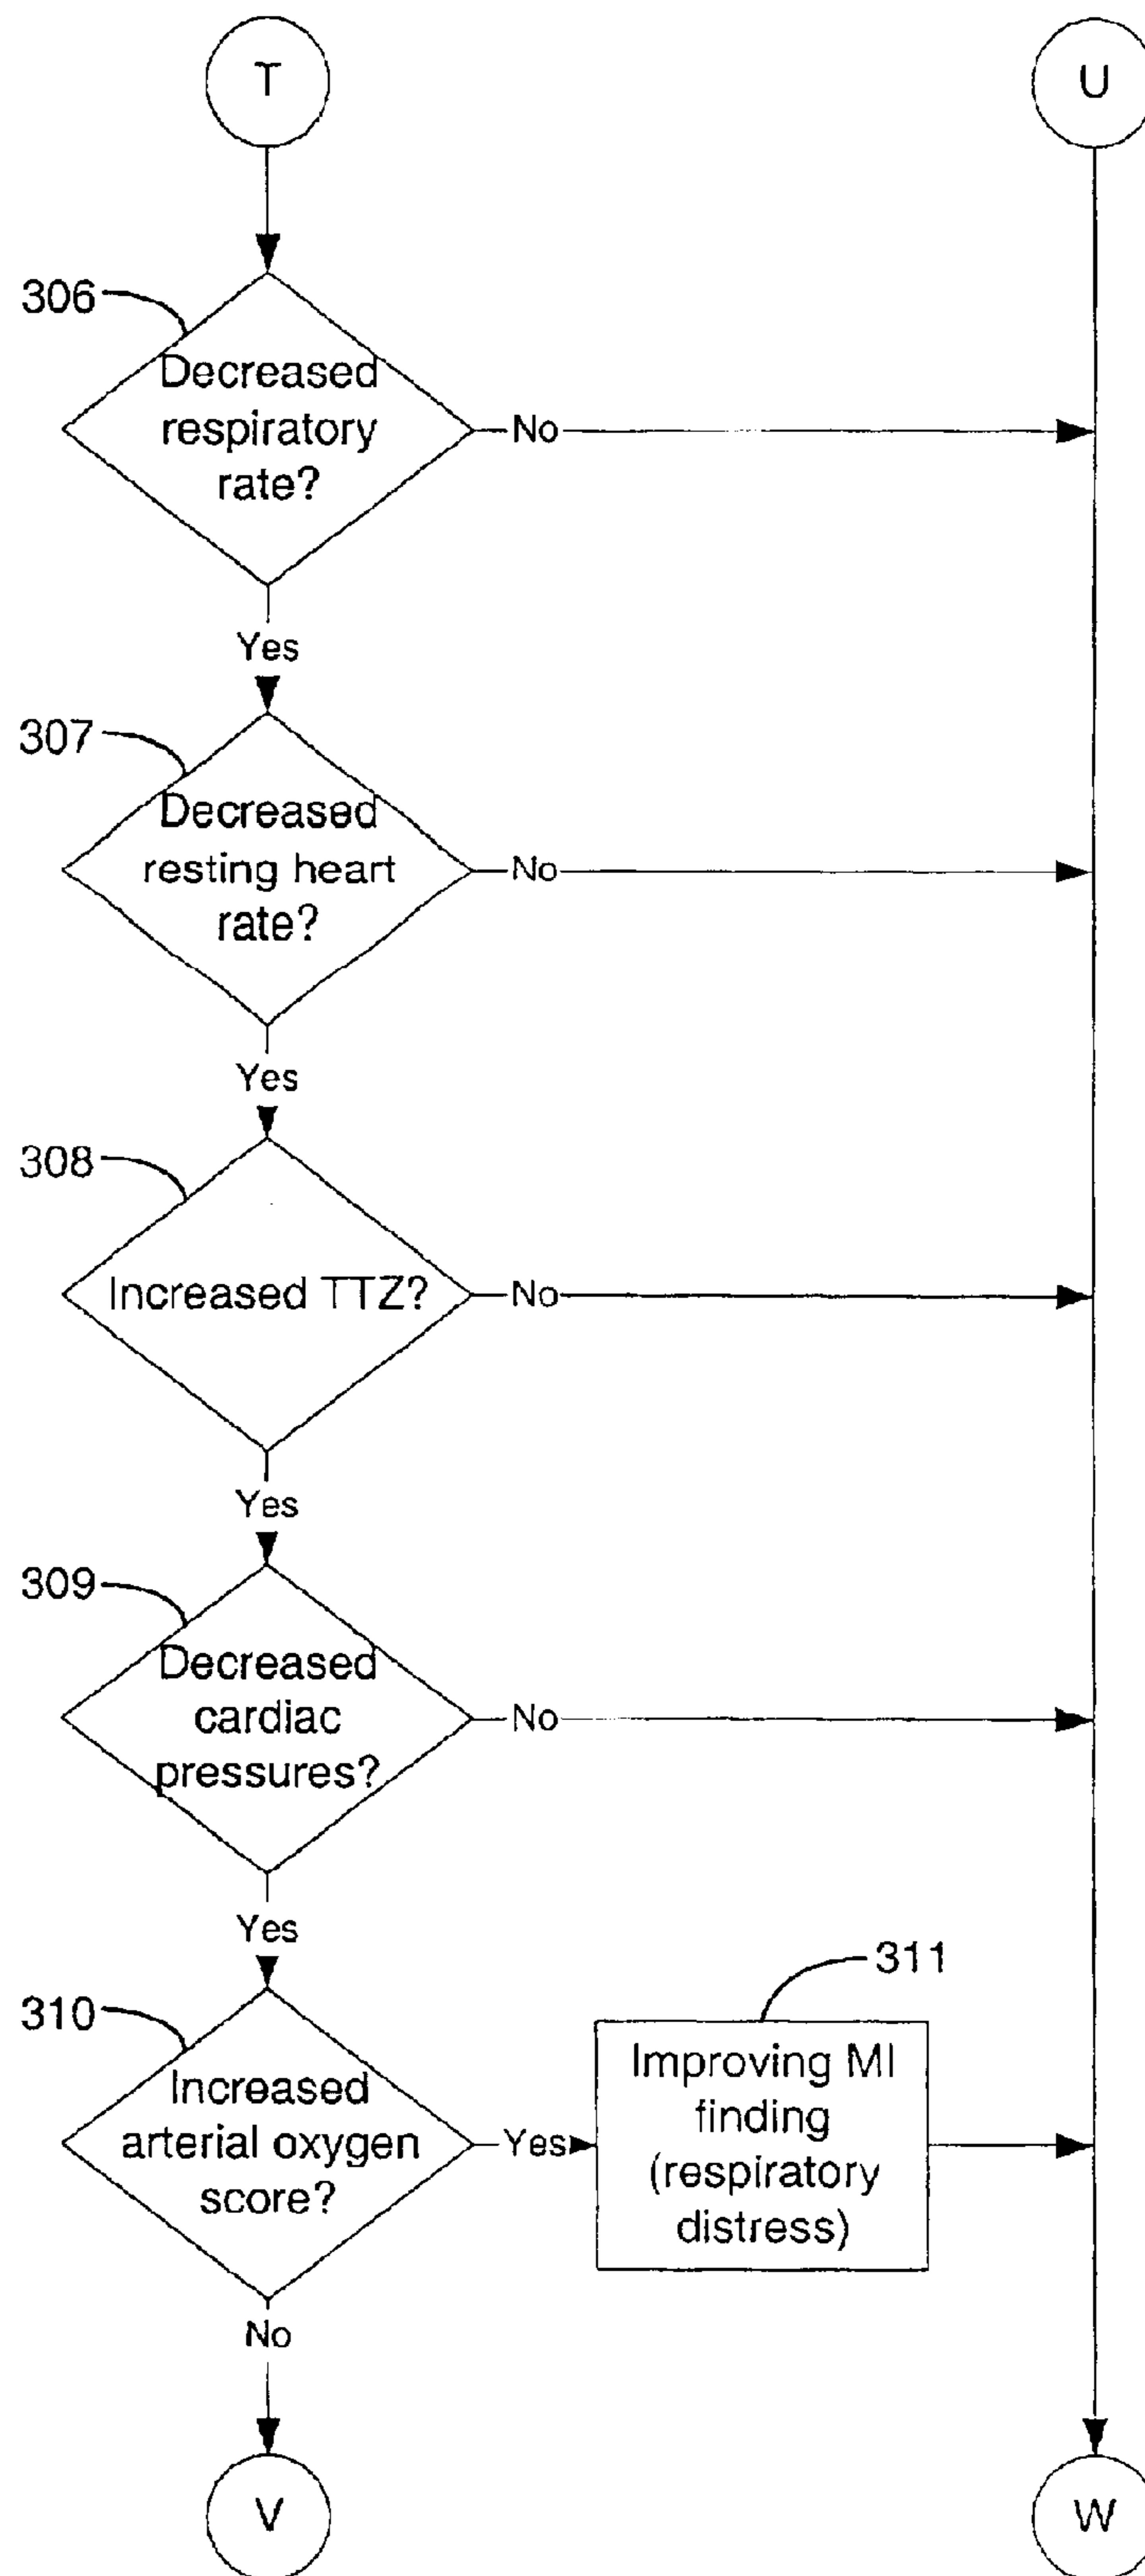 T
U
306
Decreased
respiratory
rate?
No
Yes
307
Decreased
resting heart
rate?
No
Yes
308
Increased TTZ?
No
Yes
309
Decreased
cardiac
pressures?
No
Yes
310
Increased
arterial oxygen
score?
Yes
311
Improving MI
finding
(respiratory
distress)
No
V
W